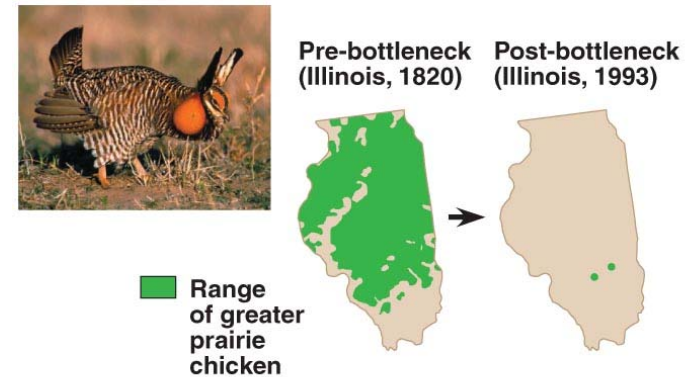 Pre-bottleneck
(Illinois, 1820)
Post-bottleneck
(Illinois, 1993)
Range
of greater
prairie
chicken